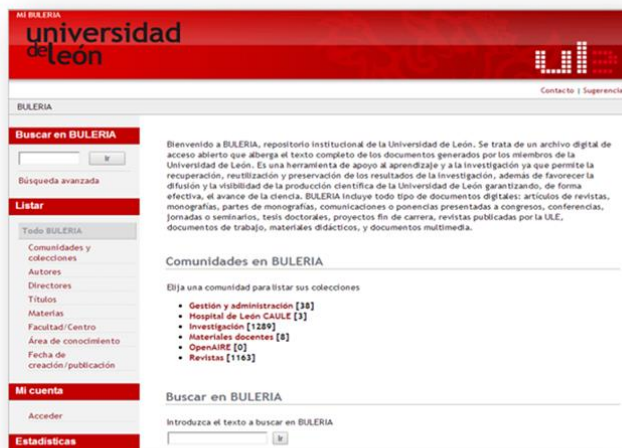 MI BULERIA
universidad
de león
ule
Contacto | Sugerencia
BULERIA
Buscar en BULERIA
Ir
Búsqueda avanzada
Listar
Todo BULERIA
Comunidades y
colecciones
Autores
Directores
Títulos
Materias
Facultad/Centro
Área de conocimiento
Fecha de
creación/publicación
Mi cuenta
Acceder
Estadísticas
Bienvenido a BULERIA, repositorio institucional de la Universidad de León. Se trata de un archivo digital de
acceso abierto que alberga el texto completo de los documentos generados por los miembros de la
Universidad de León. Es una herramienta de apoyo al aprendizaje y a la investigación ya que permite la
recuperación, reutilización y preservación de los resultados de la investigación, además de favorecer la
difusión y la visibilidad de la producción científica de la Universidad de León garantizando, de forma
efectiva, el avance de la ciencia. BULERIA incluye todo tipo de documentos digitales: artículos de revistas,
monografías, partes de monografías, comunicaciones o ponencias presentadas a congresos, conferencias,
jornadas o seminarios, tesis doctorales, proyectos fin de carrera, revistas publicadas por la ULE,
documentos de trabajo, materiales didácticos, y documentos multimedia.
Comunidades en BULERIA
Elija una comunidad para listar sus colecciones
Gestión y administración [38]
Hospital de León CAULE [3]
Investigación [1289]
Materiales docentes [8]
OpenAIRE [0]
Revistas [1163]
Buscar en BULERIA
Introduzca el texto a buscar en BULERIA
Ir